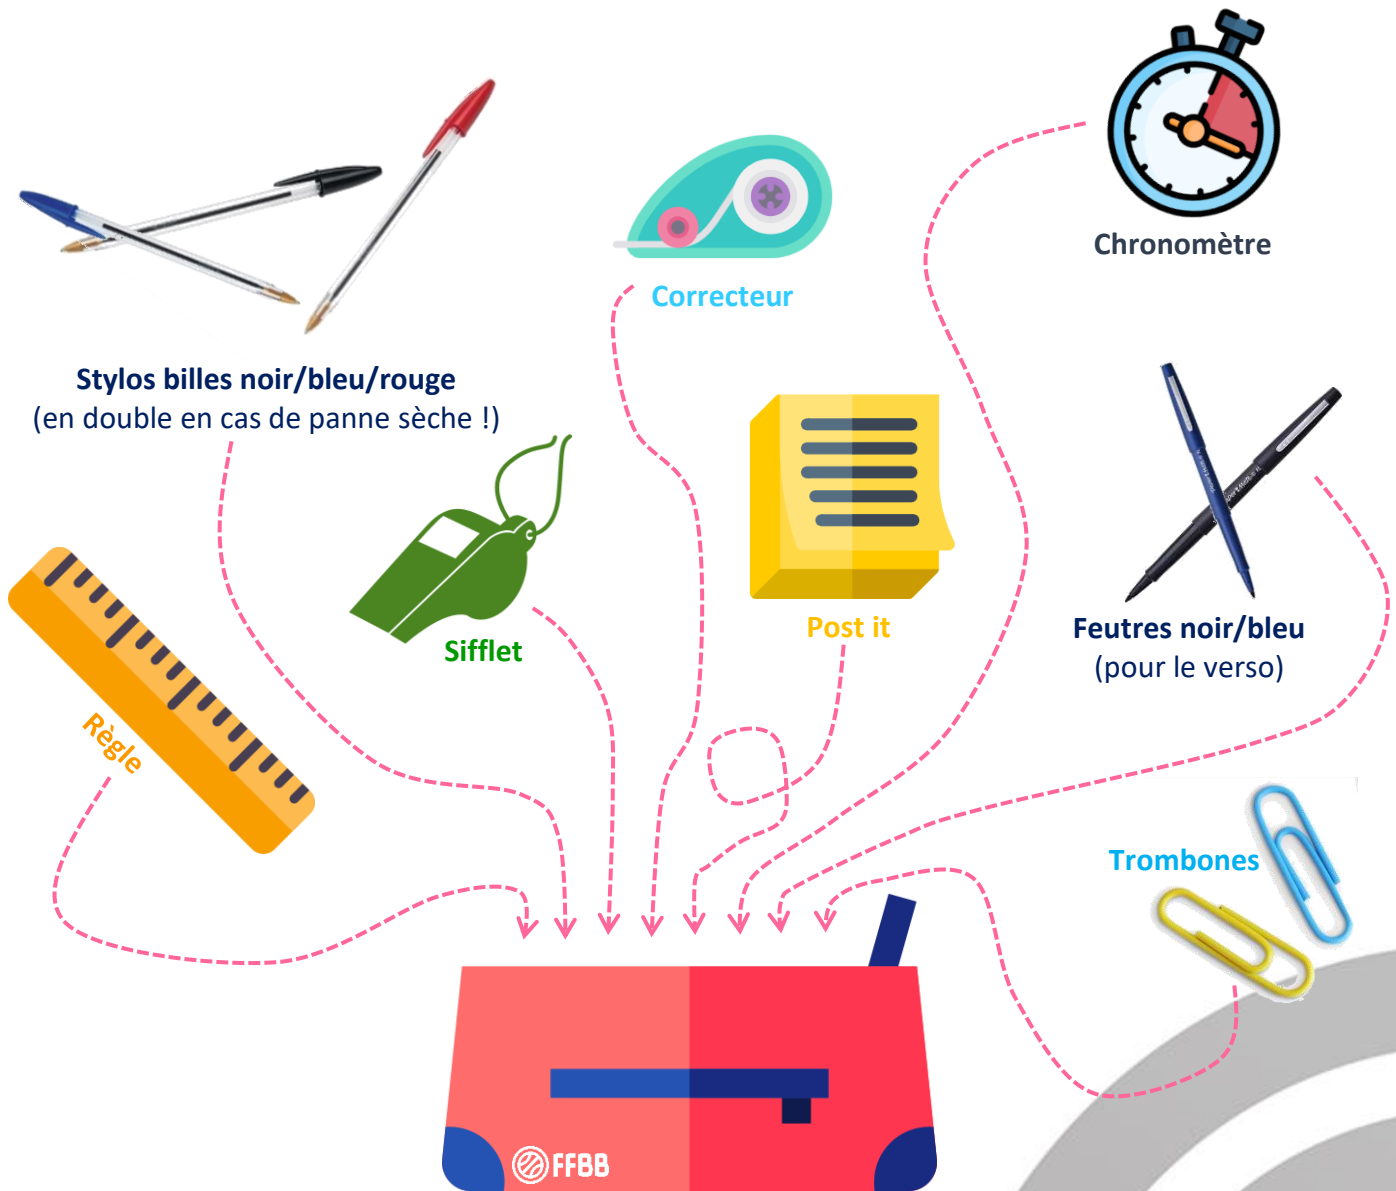 Chronomètre
Correcteur
Stylos billes noir/bleu/rouge
(en double en cas de panne sèche !)
Post it
Feutres noir/bleu
(pour le verso)
Sifflet
Règle
Trombones
FFBB